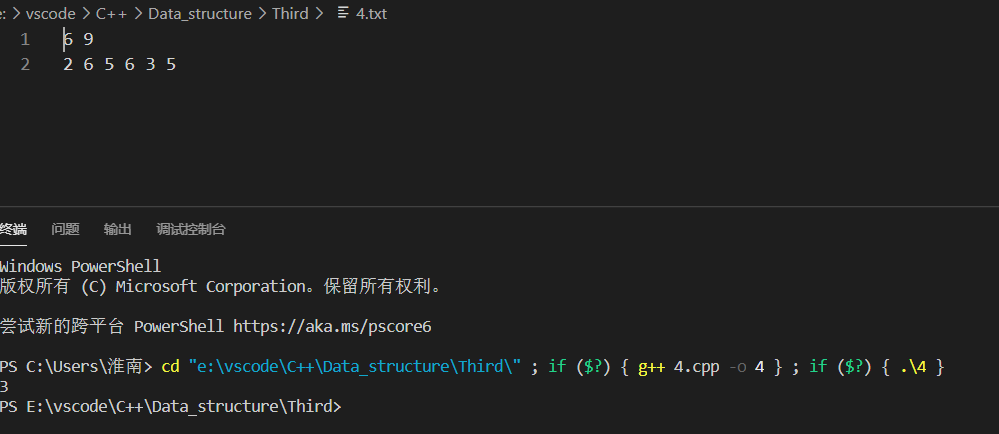 e: > vscode > C++ > Data_structure > Third > 4.txt
1 6 9
2 2 6 5 6 3 5
终端 问题 输出 调试控制台
Windows PowerShell
版权所有 (C) Microsoft Corporation。保留所有权利。
尝试新的跨平台 PowerShell https://aka.ms/pscore6
PS C:\Users\淮南> cd "e:\vscode\C++\Data_structure\Third\" ; if ($?) { g++ 4.cpp -o 4 } ; if ($?) { .\4 }
3
PS E:\vscode\C++\Data_structure\Third>